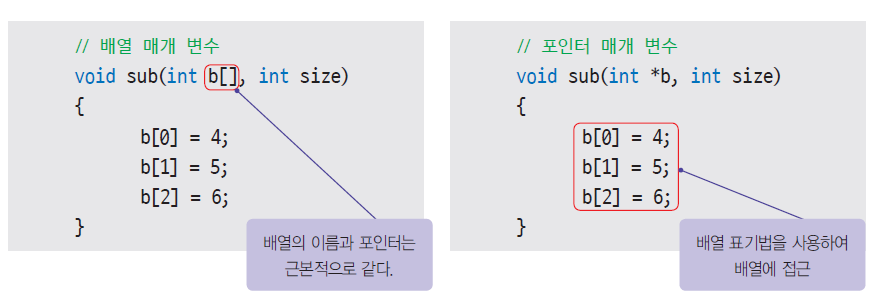 // 배열 매개 변수
void sub(int b[], int size)
{
b[0] = 4;
b[1] = 5;
b[2] = 6;
}
배열의 이름과 포인터는
근본적으로 같다.
// 포인터 매개 변수
void sub(int *b, int size)
{
b[0] = 4;
b[1] = 5;
b[2] = 6;
}
배열 표기법을 사용하여
배열에 접근